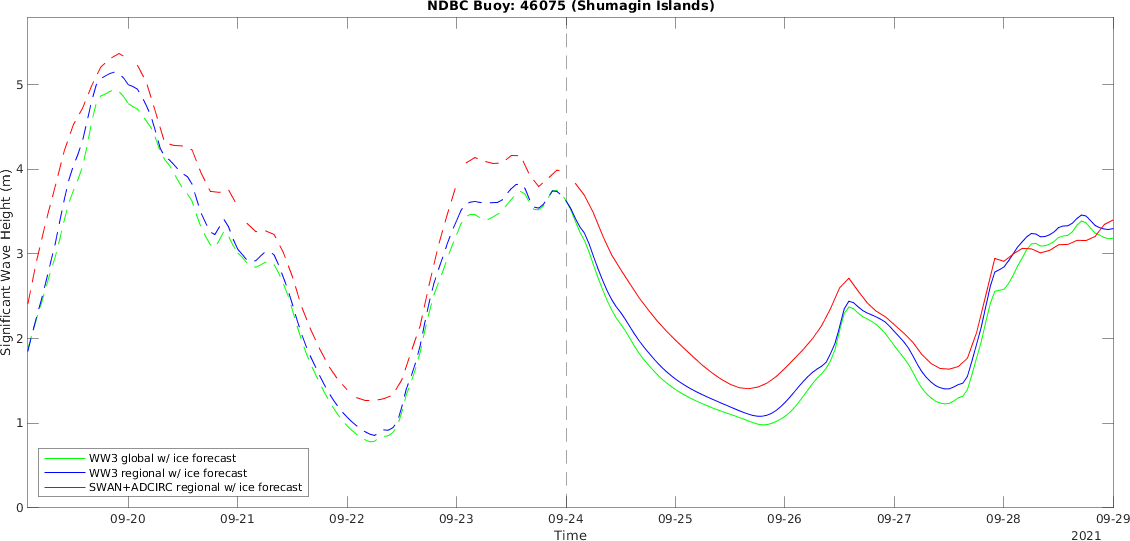 NDBC Buoy: 46075 (Shumagin Islands)
Significant Wave Height (m)
5
4
3
2
1
0
WW3 global w/ ice forecast
WW3 regional w/ ice forecast
SWAN+ADCIRC regional w/ ice forecast
09-20 09-21 09-22 09-23 09-24 09-25 09-26 09-27 09-28 09-29
Time
2021